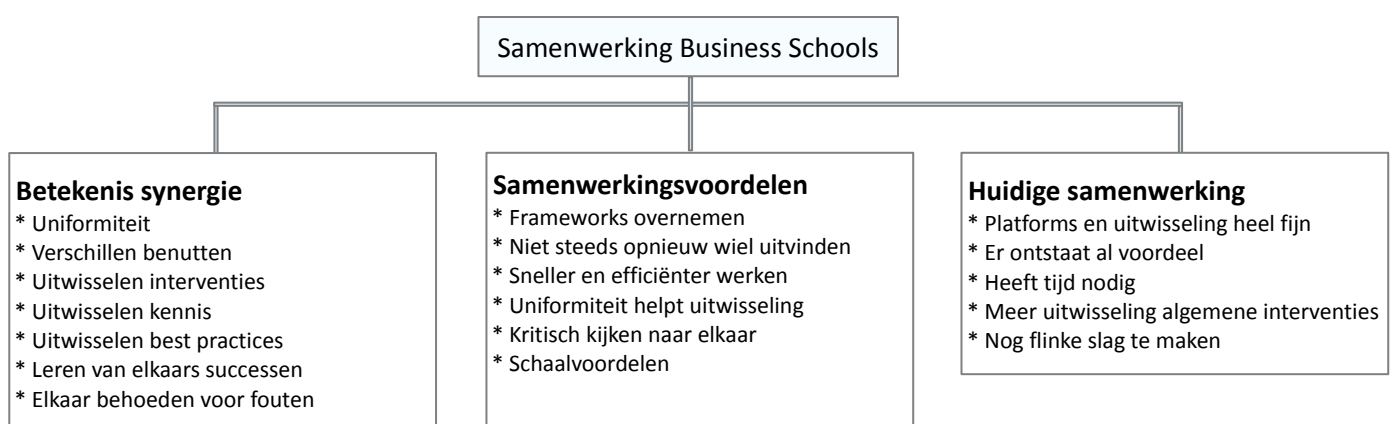 Samenwerking Business Schools
Betekenis synergie
* Uniformiteit
* Verschillen benutten
* Uitwisselen interventies
* Uitwisselen kennis
* Uitwisselen best practices
* Leren van elkaars successen
* Elkaar behoeden voor fouten
Samenwerkingsvoordelen
* Frameworks overnemen
* Niet steeds opnieuw wiel uitvinden
* Sneller en efficiënter werken
* Uniformiteit helpt uitwisseling
* Kritisch kijken naar elkaar
* Schaalvoordelen
Huidige samenwerking
* Platforms en uitwisseling heel fijn
* Er ontstaat al voordeel
* Heeft tijd nodig
* Meer uitwisseling algemene interventies
* Nog flinke slag te maken